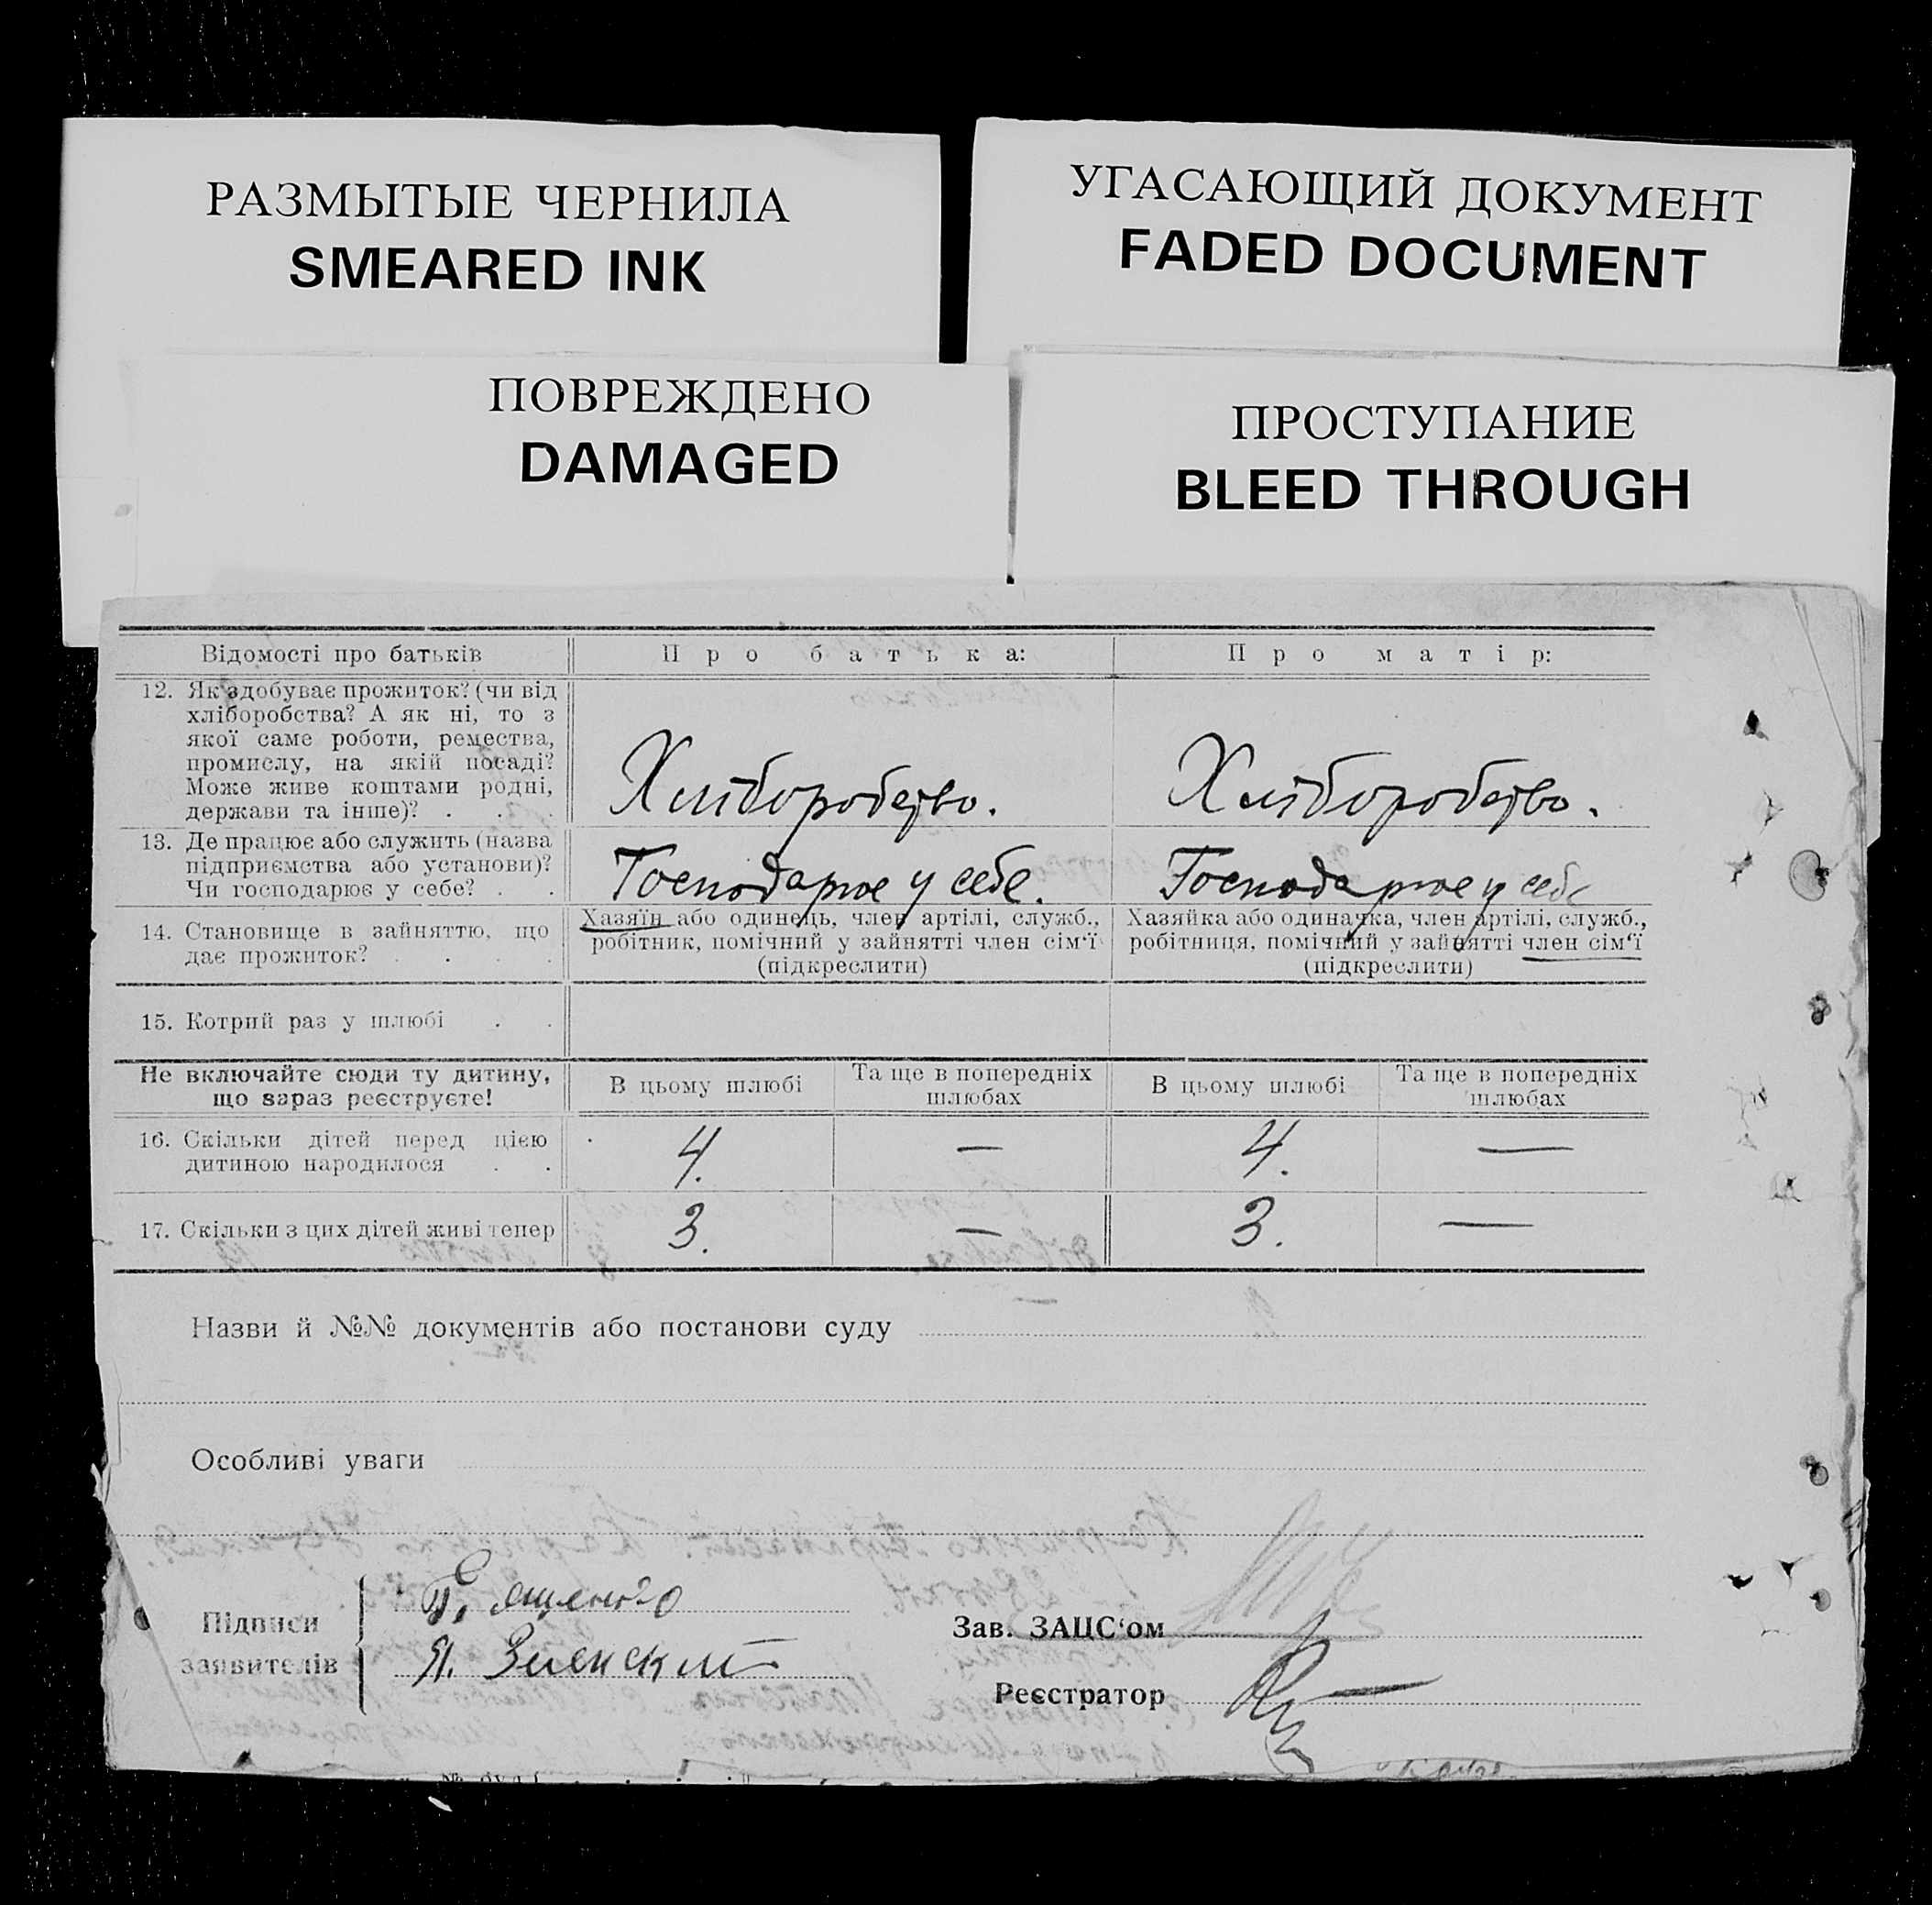 РАЗМЫТЫЕ ЧЕРНИЛА
SMEARED INK
УГАСАЮЩИЙ ДОКУМЕНТ
FADED DOCUMENT
ПОВРЕЖДЕНО
DAMAGED
ПРОСТУПАНИЕ
BLEED THROUGH
Відомості про батьків
Про батька:
Про матір:
12. Як здобуває прожиток? (чи від
хліборобства? А як ні, то з
якої саме роботи, ремества,
промислу, на якій посаді?
Може живе коштами родні,
держави та інше)? . . .
Хліборобство.
Хліборобство.
13. Де працює або служить (назва
підприємства або установи)?
Чи господарює у себе? . .
Господарює у себе.
Господарює у себе
14. Становище в зайняттю, що
дає прожиток? . . . .
Хазяїн або одинець, член артілі, служб.,
робітник, помічний у зайнятті член сім'ї
(підкреслити)
Хазяйка або одиначка, член артілі, служб.,
робітниця, помічний у зайнятті член сім'ї
(підкреслити)
15. Котрий раз у шлюбі . .
Не включайте сюди ту дитину,
що зараз реєструєте!
В цьому шлюбі
Та ще в попередніх
шлюбах
В цьому шлюбі
Та ще в попередніх
шлюбах
16. Скільки дітей перед цією
дитиною народилося . .
4.
—
4.
—
17. Скільки з цих дітей живі тепер
3.
—
3.
—
Назви й №№ документів або постанови суду
Особливі уваги
Підписи
заявителів
Зав. ЗАЦС'ом
Реєстратор